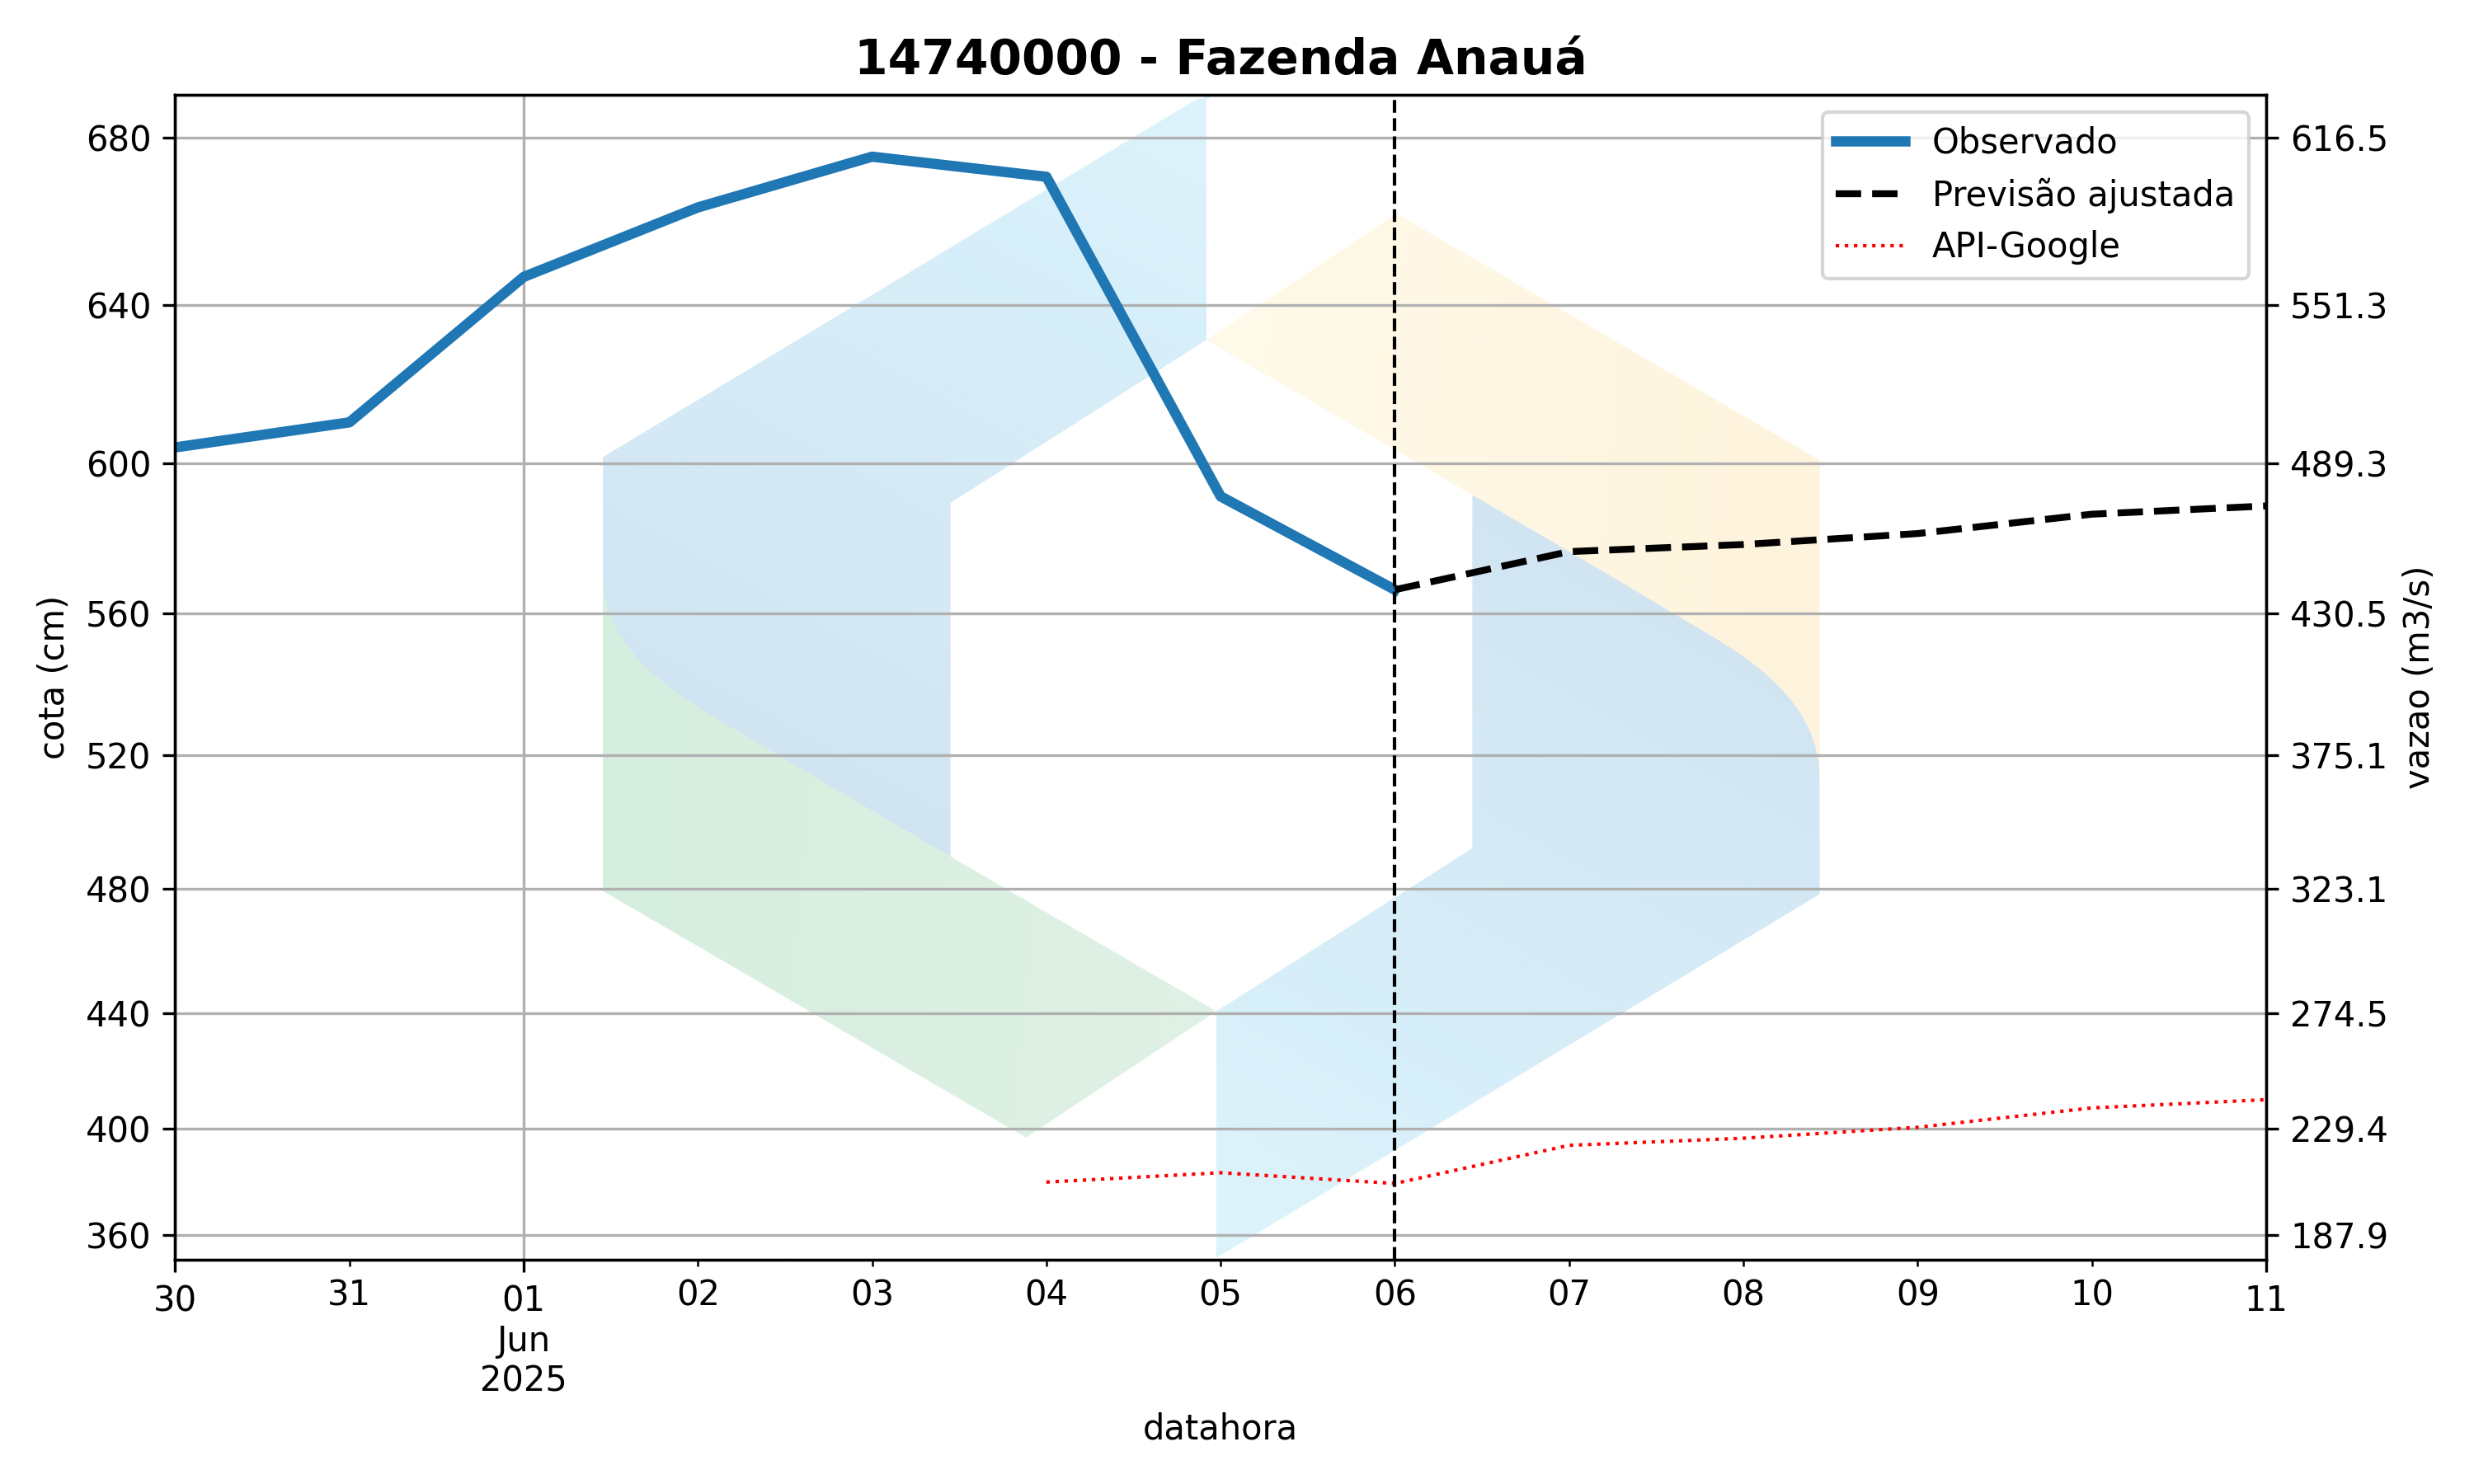 14740000 - Fazenda Anauá
Observado
Previsão ajustada
API-Google
680
640
600
560
520
480
440
400
360
cota (cm)
616.5
551.3
489.3
430.5
375.1
323.1
274.5
229.4
187.9
vazao (m3/s)
30 31 01 02 03 04 05 06 07 08 09 10 11
Jun
2025
datahora